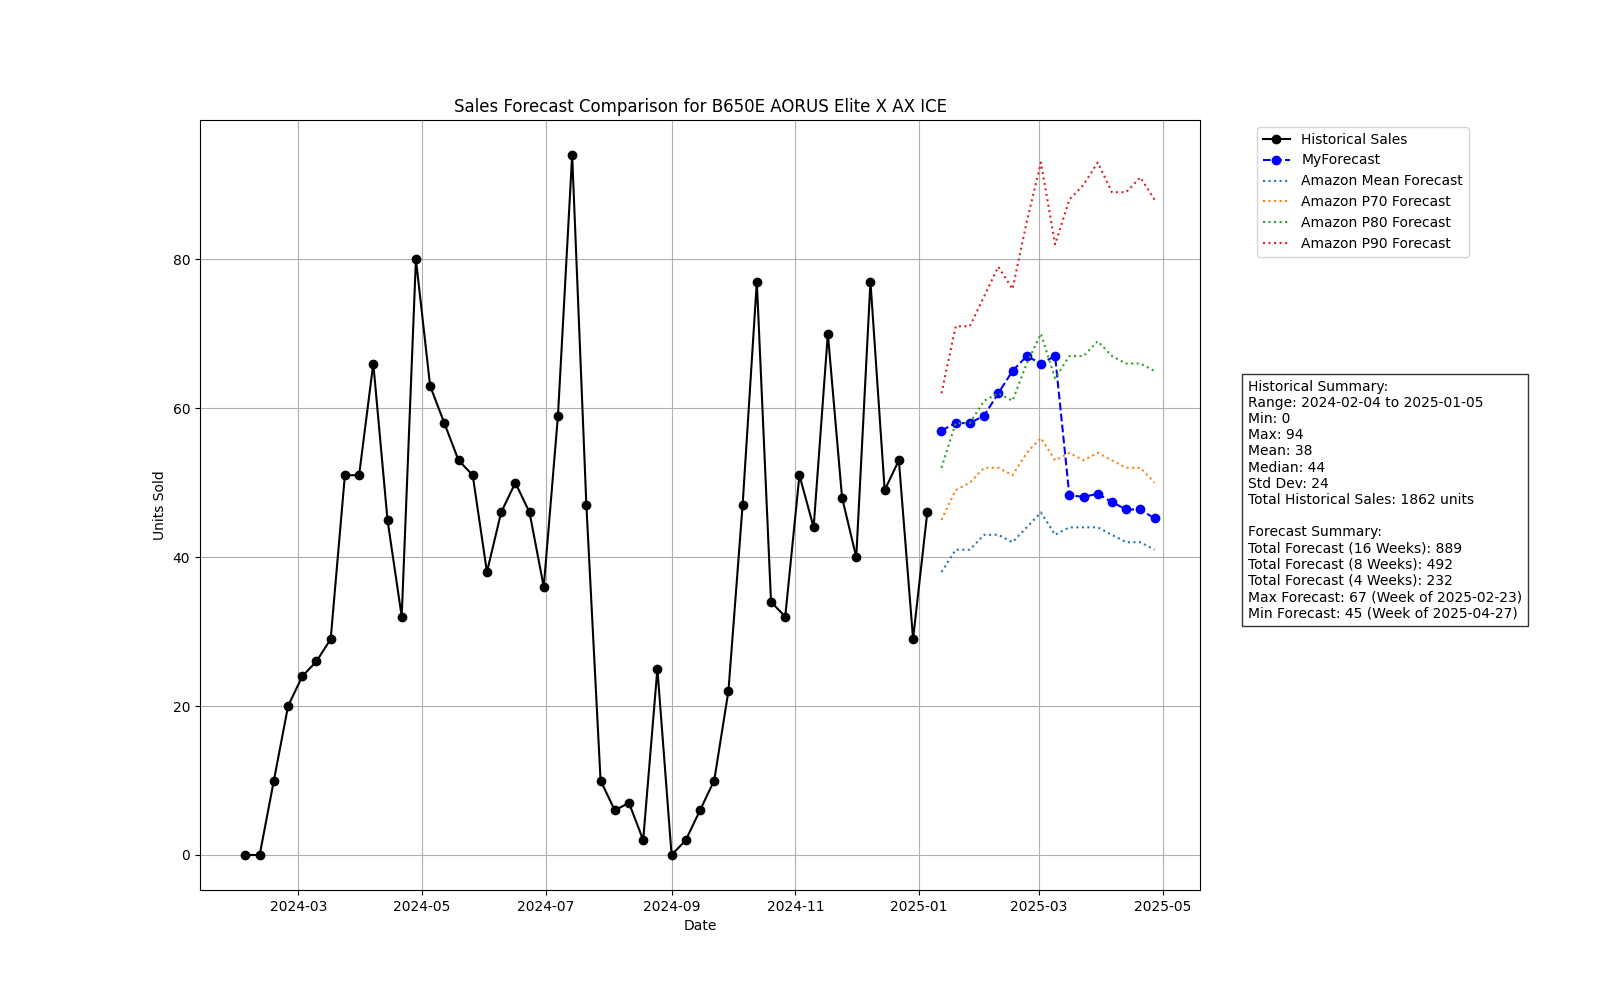 Sales Forecast Comparison for B650E AORUS Elite X AX ICE
Units Sold
80
60
40
20
0
2024-03
2024-05
2024-07
2024-09
2024-11
2025-01
2025-03
2025-05
Date
Historical Sales
MyForecast
Amazon Mean Forecast
Amazon P70 Forecast
Amazon P80 Forecast
Amazon P90 Forecast
Historical Summary:
Range: 2024-02-04 to 2025-01-05
Min: 0
Max: 94
Mean: 38
Median: 44
Std Dev: 24
Total Historical Sales: 1862 units
Forecast Summary:
Total Forecast (16 Weeks): 889
Total Forecast (8 Weeks): 492
Total Forecast (4 Weeks): 232
Max Forecast: 67 (Week of 2025-02-23)
Min Forecast: 45 (Week of 2025-04-27)